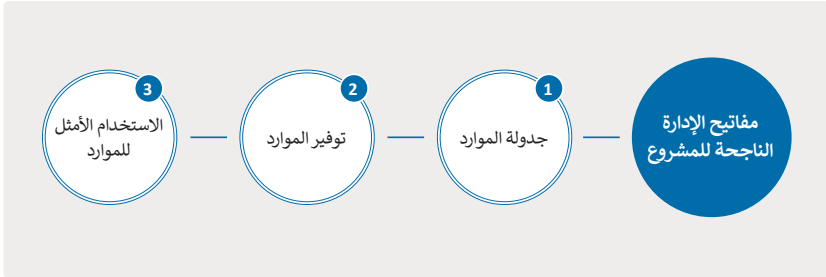 مفاتيح الإدارة
الناجحة للمشروع
1
جدولة الموارد
2
توفير الموارد
3
الاستخدام الأمثل
للموارد